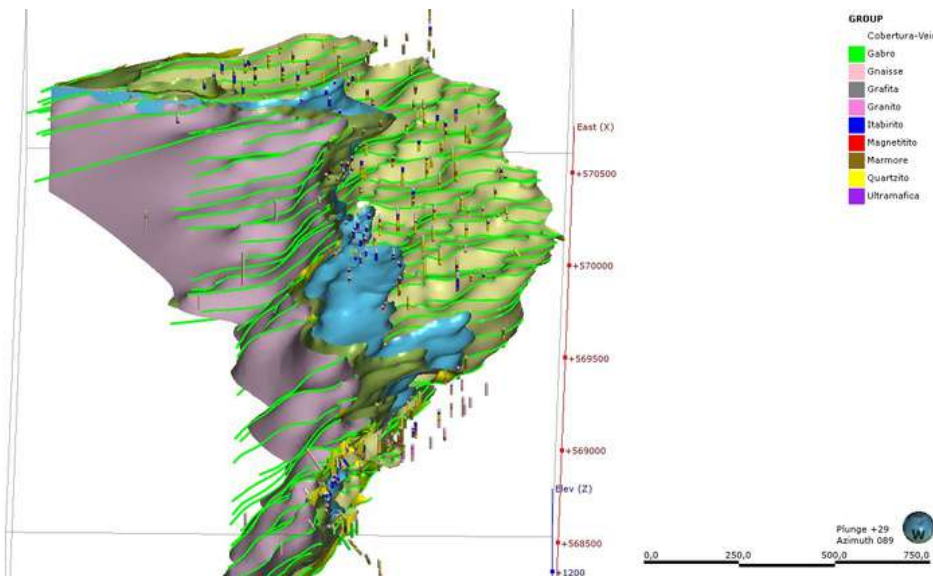 GROUP
Cobertura-Vei
Gabro
Gnaisse
Grafita
Granito
Itabirito
Magnetitito
Marmore
Quartzito
Ultramafica
East (X)
+570500
+570000
+569500
+569000
Elev (Z)
+568500
+1200
Plunge +29
Azimuth 089
W
0,0 250,0 500,0 750,0